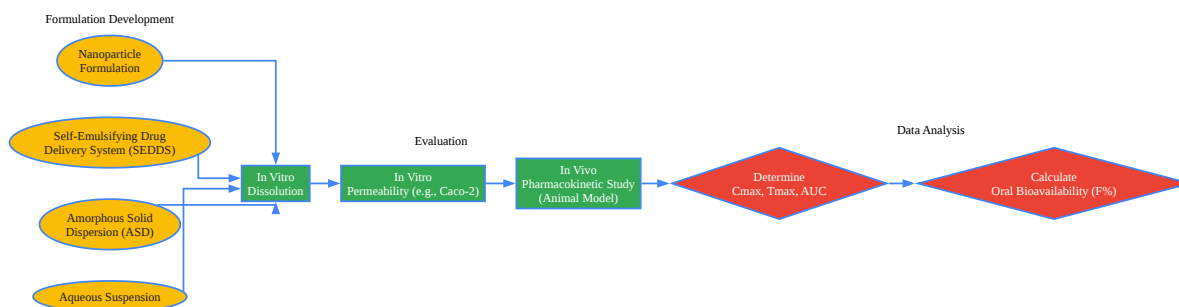 Formulation Development
Nanoparticle
Formulation
Self-Emulsifying Drug
Delivery System (SEDDS)
Amorphous Solid
Dispersion (ASD)
Aqueous Suspension
Evaluation
In Vitro
Dissolution
In Vitro
Permeability (e.g., Caco-2)
In Vivo
Pharmacokinetic Study
(Animal Model)
Data Analysis
Determine
Cmax, Tmax, AUC
Calculate
Oral Bioavailability (F%)